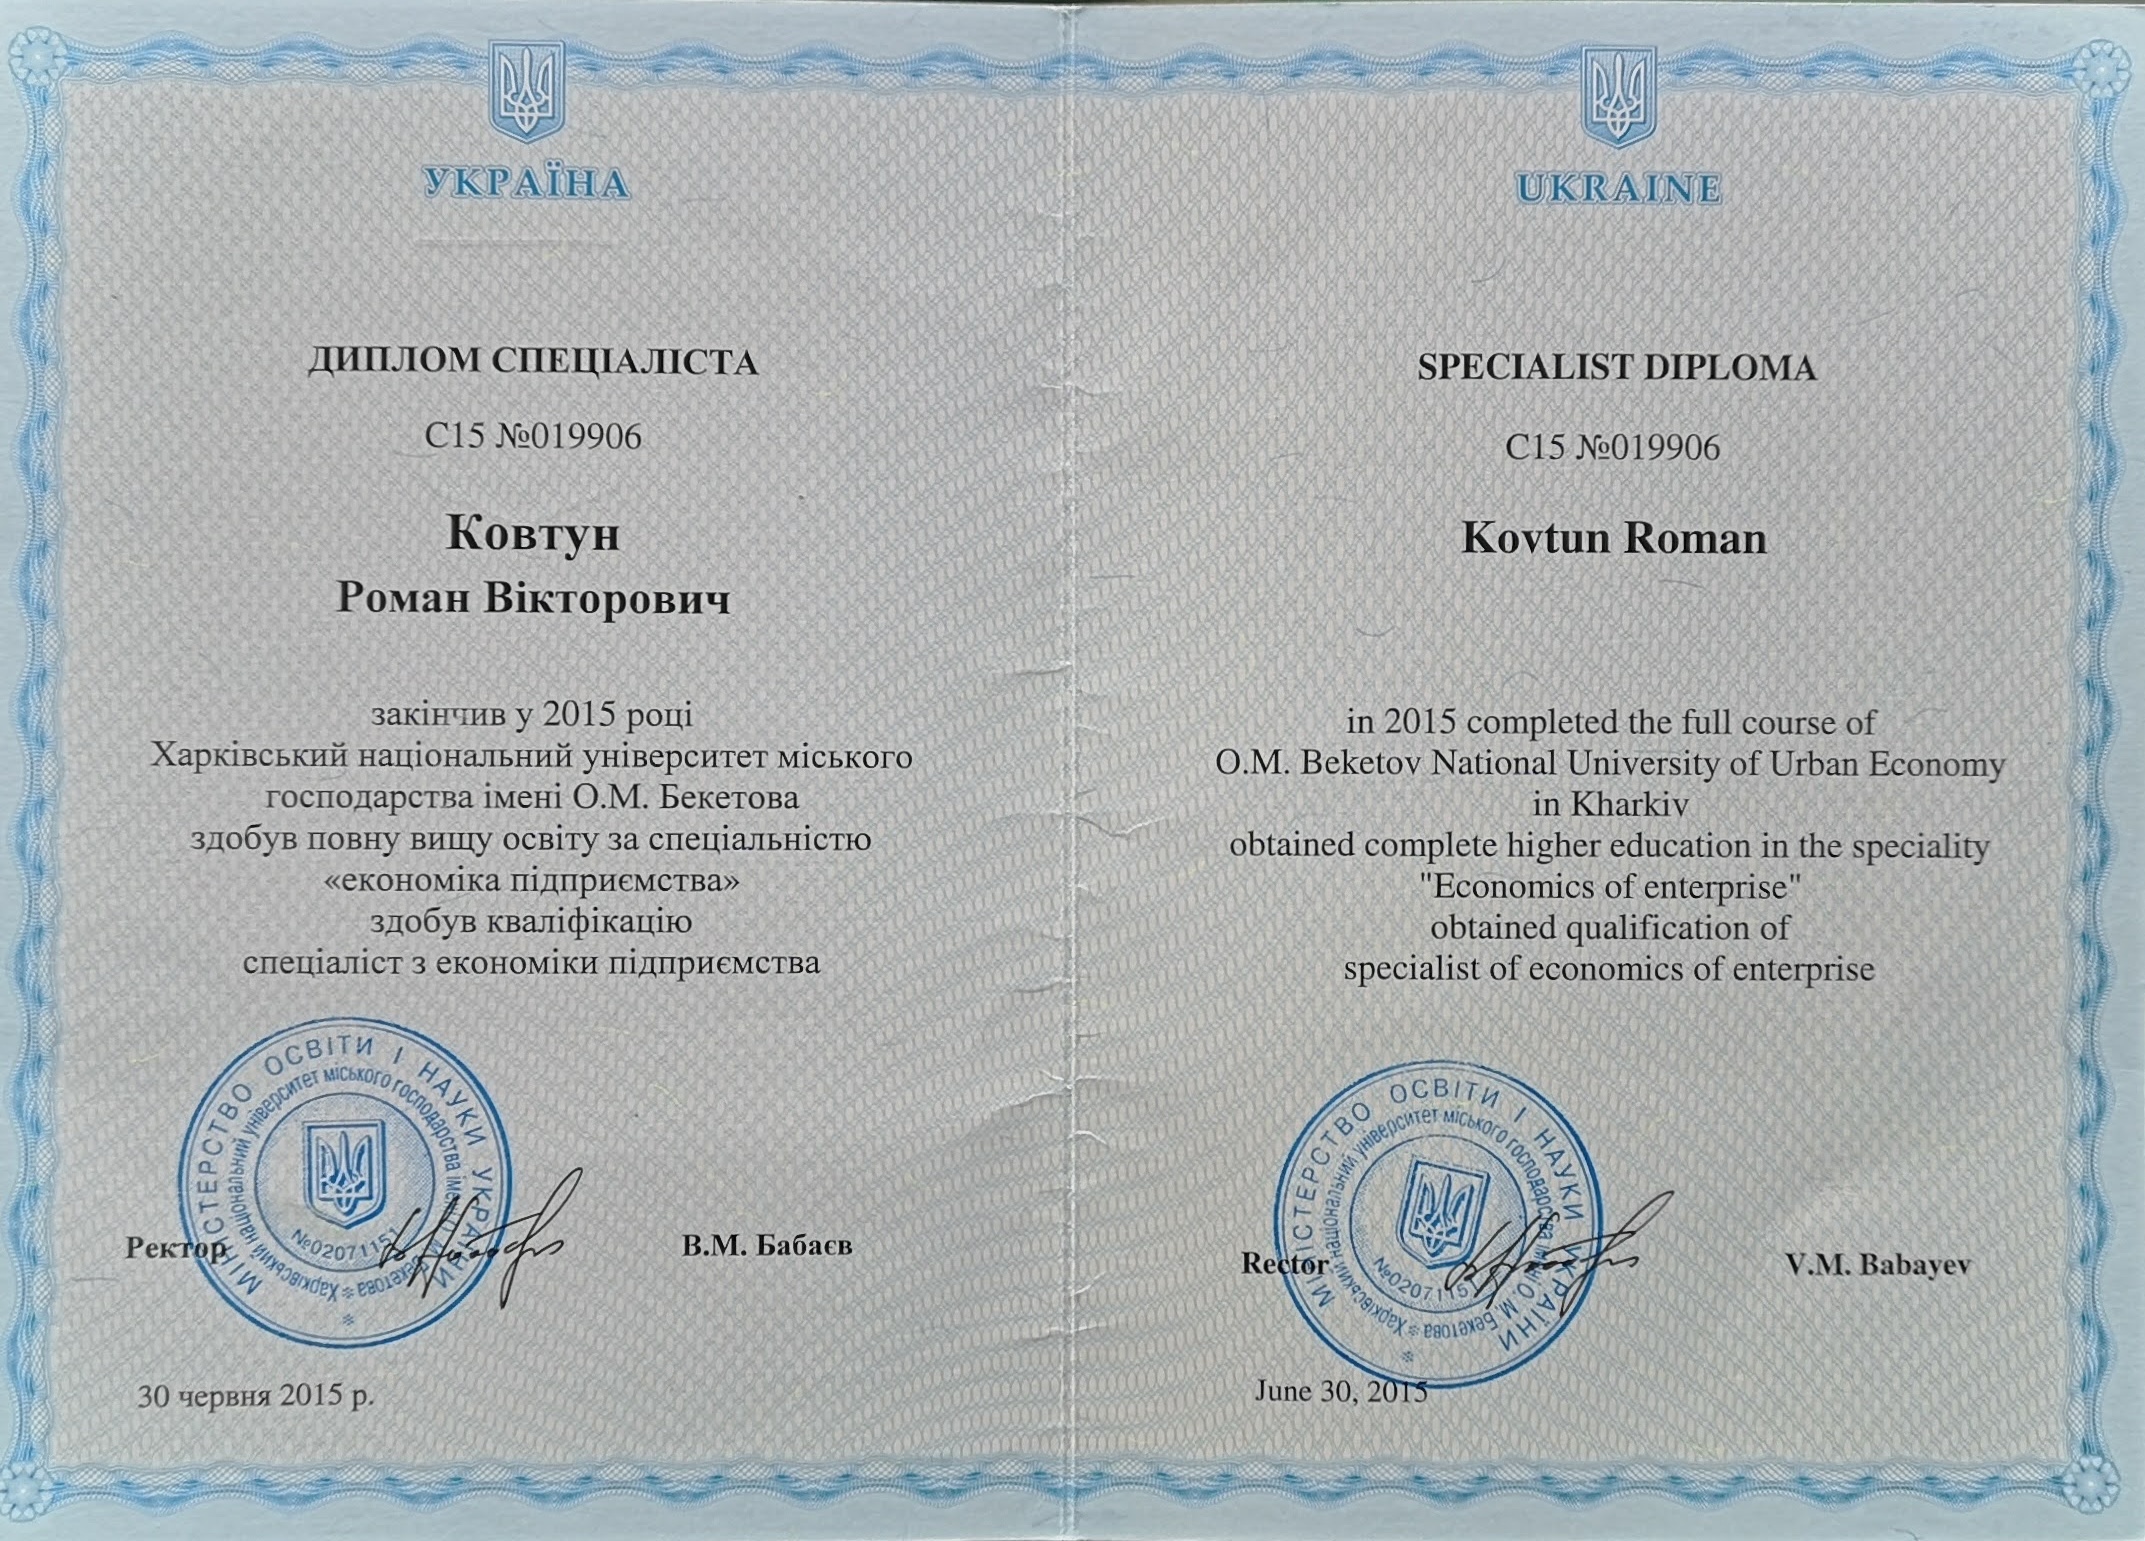 УКРАЇНА
ДИПЛОМ СПЕЦІАЛІСТА
С15 №019906
Ковтун
Роман Вікторович
закінчив у 2015 році
Харківський національний університет міського
господарства імені О.М. Бекетова
здобув повну вищу освіту за спеціальністю
«економіка підприємства»
здобув кваліфікацію
спеціаліст з економіки підприємства
МІНІСТЕРСТВО ОСВІТИ І НАУКИ УКРАЇНИ
Харківський національний університет міського господарства імені О.М. Бекетова
№02071151
Ректор
В.М. Бабаєв
30 червня 2015 р.
UKRAINE
SPECIALIST DIPLOMA
C15 №019906
Kovtun Roman
in 2015 completed the full course of
O.M. Beketov National University of Urban Economy
in Kharkiv
obtained complete higher education in the speciality
"Economics of enterprise"
obtained qualification of
specialist of economics of enterprise
МІНІСТЕРСТВО ОСВІТИ І НАУКИ УКРАЇНИ
Харківський національний університет міського господарства імені О.М. Бекетова
№0207115
Rector
V.M. Babayev
June 30, 2015